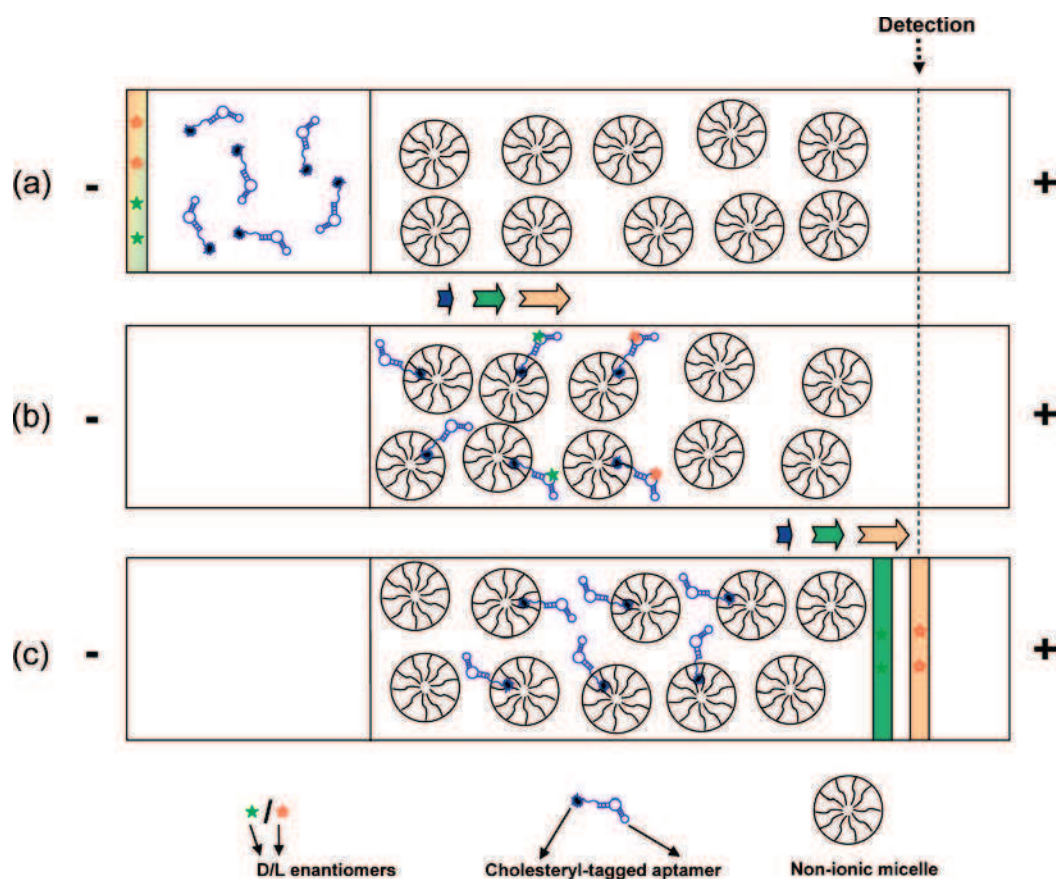 Detection
(a) - +
(b) - +
(c) - +
/
D/L enantiomers Cholesteryl-tagged aptamer Non-ionic micelle